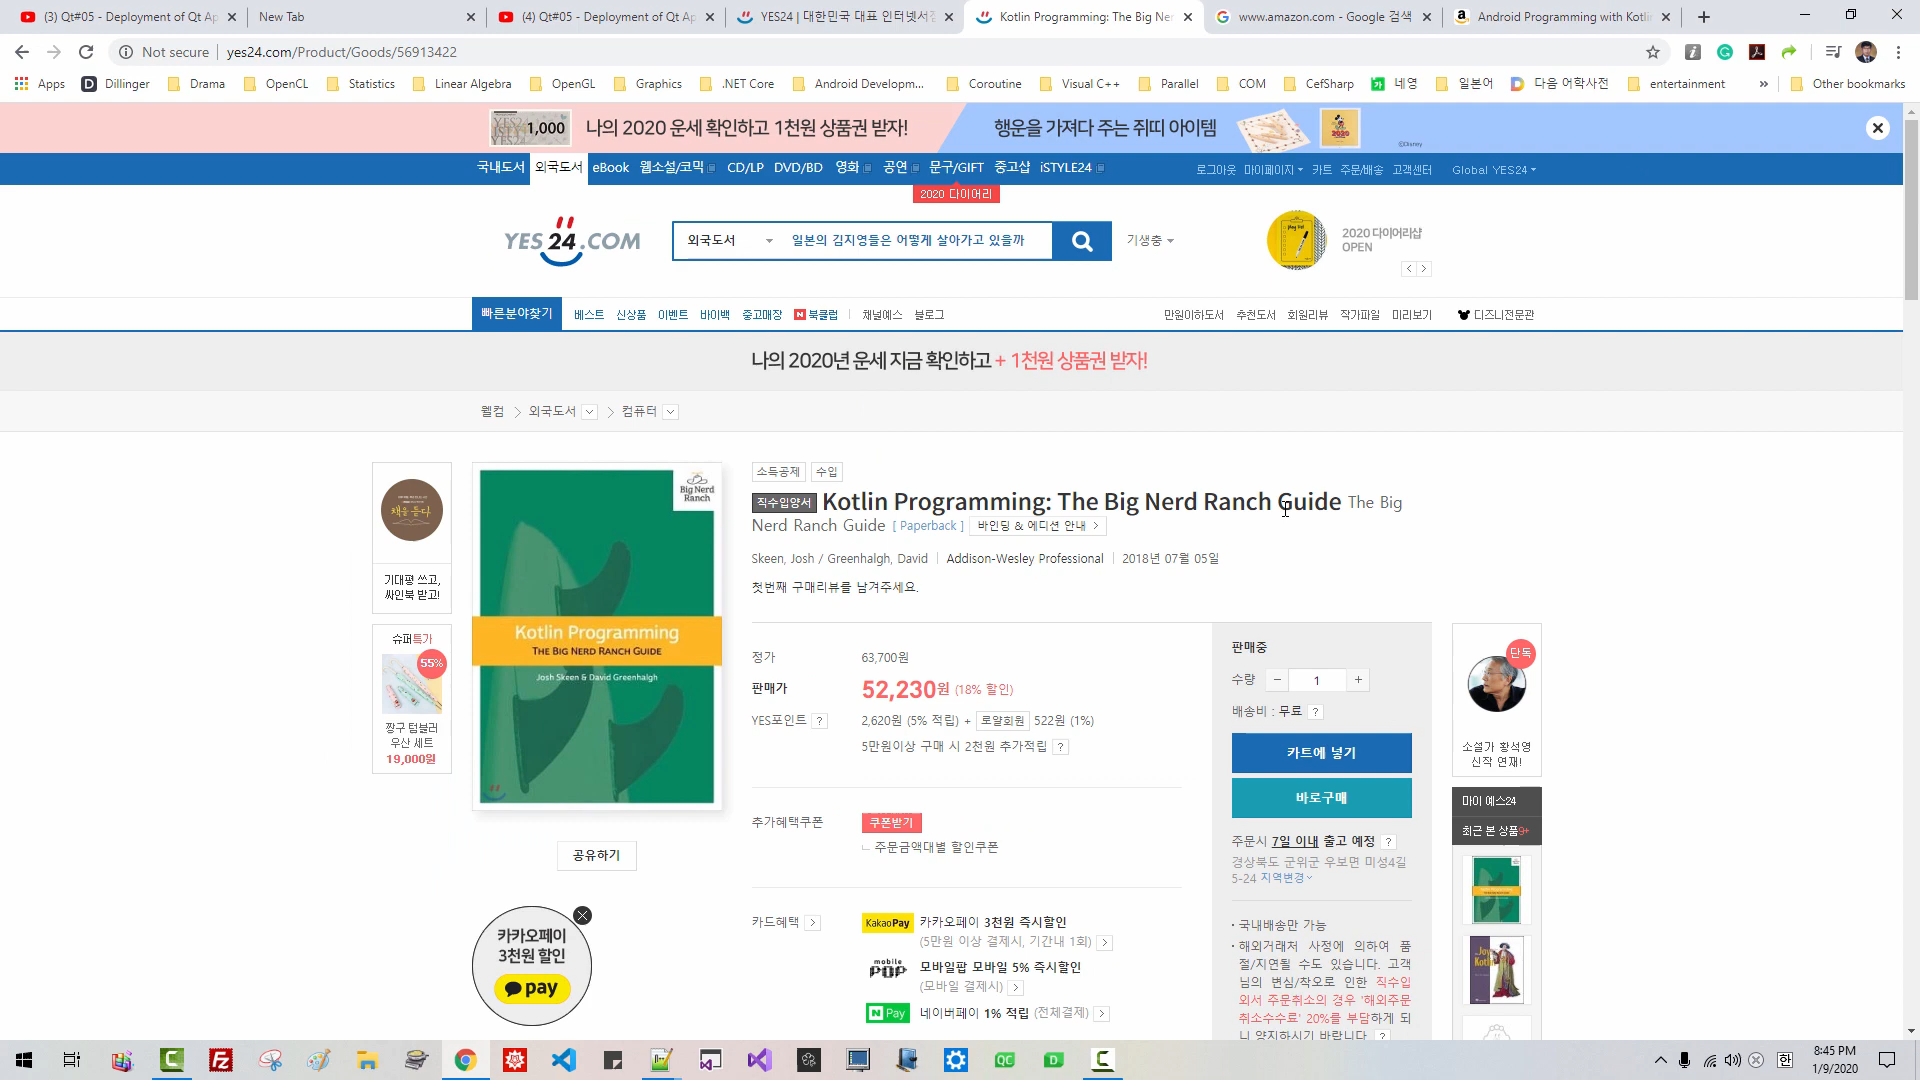 (3) Qt#05 - Deployment of Qt Ap
New Tab
(4) Qt#05 - Deployment of Qt Ap
YES24 | 대한민국 대표 인터넷서점
Kotlin Programming: The Big Ner
www.amazon.com - Google 검색
Android Programming with Kotli
Not secure
yes24.com/Product/Goods/56913422
Apps
Dillinger
Drama
OpenCL
Statistics
Linear Algebra
OpenGL
Graphics
.NET Core
Android Developm...
Coroutine
Visual C++
Parallel
COM
CefSharp
네영
일본어
다음 어학사전
entertainment
»
Other bookmarks
1,000
나의 2020 운세 확인하고 1천원 상품권 받자!
행운을 가져다 주는 쥐띠 아이템
2020
©Disney
국내도서
외국도서
eBook
웹소설/코믹
CD/LP
DVD/BD
영화
공연
문구/GIFT
중고샵
iSTYLE24
로그아웃
마이페이지
카트
주문/배송
고객센터
Global YES24
2020 다이어리
YES24.COM
외국도서
일본의 김지영들은 어떻게 살아가고 있을까
기생충
2020 다이어리샵
OPEN
빠른분야찾기
베스트
신상품
이벤트
바이백
중고매장
N 북클럽
채널예스
블로그
만원이하도서
추천도서
회원리뷰
작가파일
미리보기
디즈니전문관
나의 2020년 운세 지금 확인하고 + 1천원 상품권 받자!
웰컴
외국도서
컴퓨터
책을 듣다
기대평 쓰고,
싸인북 받고!
슈퍼특가
55%
짱구 텀블러
우산 세트
19,000원
Big Nerd
Ranch
Kotlin Programming
THE BIG NERD RANCH GUIDE
Josh Skeen & David Greenhalgh
공유하기
카카오페이
3천원 할인
pay
소득공제
수입
직수입양서 Kotlin Programming: The Big Nerd Ranch Guide The Big
Nerd Ranch Guide [ Paperback ] 바인딩 & 에디션 안내 >
Skeen, Josh / Greenhalgh, David | Addison-Wesley Professional | 2018년 07월 05일
첫번째 구매리뷰를 남겨주세요.
정가 63,700원
판매가 52,230원 (18% 할인)
YES포인트 ? 2,620원 (5% 적립) + 로얄회원 522원 (1%)
5만원이상 구매 시 2천원 추가적립 ?
추가혜택쿠폰 쿠폰받기
주문금액대별 할인쿠폰
카드혜택 >
KakaoPay 카카오페이 3천원 즉시할인
(5만원 이상 결제시, 기간내 1회) >
mobile POP 모바일팝 모바일 5% 즉시할인
(모바일 결제시) >
N Pay 네이버페이 1% 적립 (전체결제) >
판매중
수량 − 1 +
배송비 : 무료 ?
카트에 넣기
바로구매
주문시 7일 이내 출고 예정 ?
경상북도 군위군 우보면 미성4길
5-24 지역변경
· 국내배송만 가능
· 해외거래처 사정에 의하여 품
절/지연될 수도 있습니다. 고객
님의 변심/착오로 인한 직수입
외서 주문취소의 경우 '해외주문
취소수수료' 20%를 부담하게 되
니 양지하시기 바랍니다. ?
단독
소설가 황석영
신작 연재!
마이 예스24
최근 본 상품9+
한
8:45 PM
1/9/2020